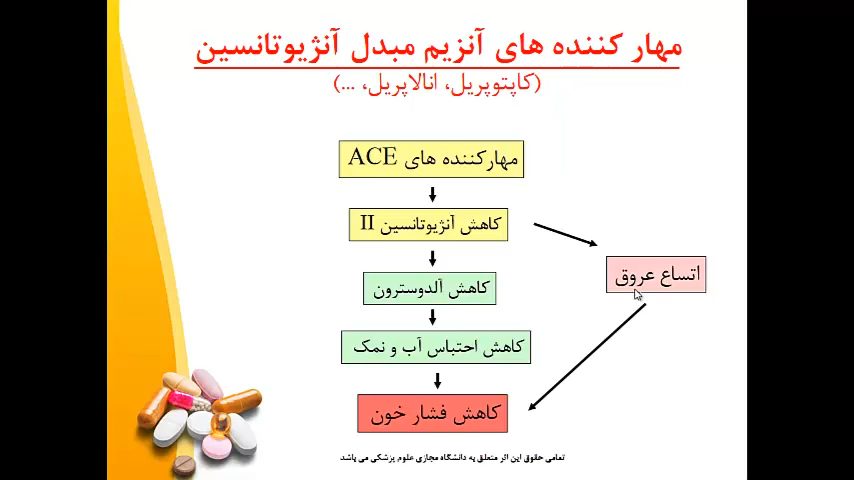 مهار کننده های آنزیم مبدل آنژیوتانسین
(کاپتوپریل، انالاپریل، ...)
مهارکننده های ACE
کاهش آنژیوتانسین II
اتساع عروق
کاهش آلدوسترون
کاهش احتباس آب و نمک
کاهش فشار خون
تمامی حقوق این اثر متعلق به دانشگاه مجازی علوم پزشکی می باشد